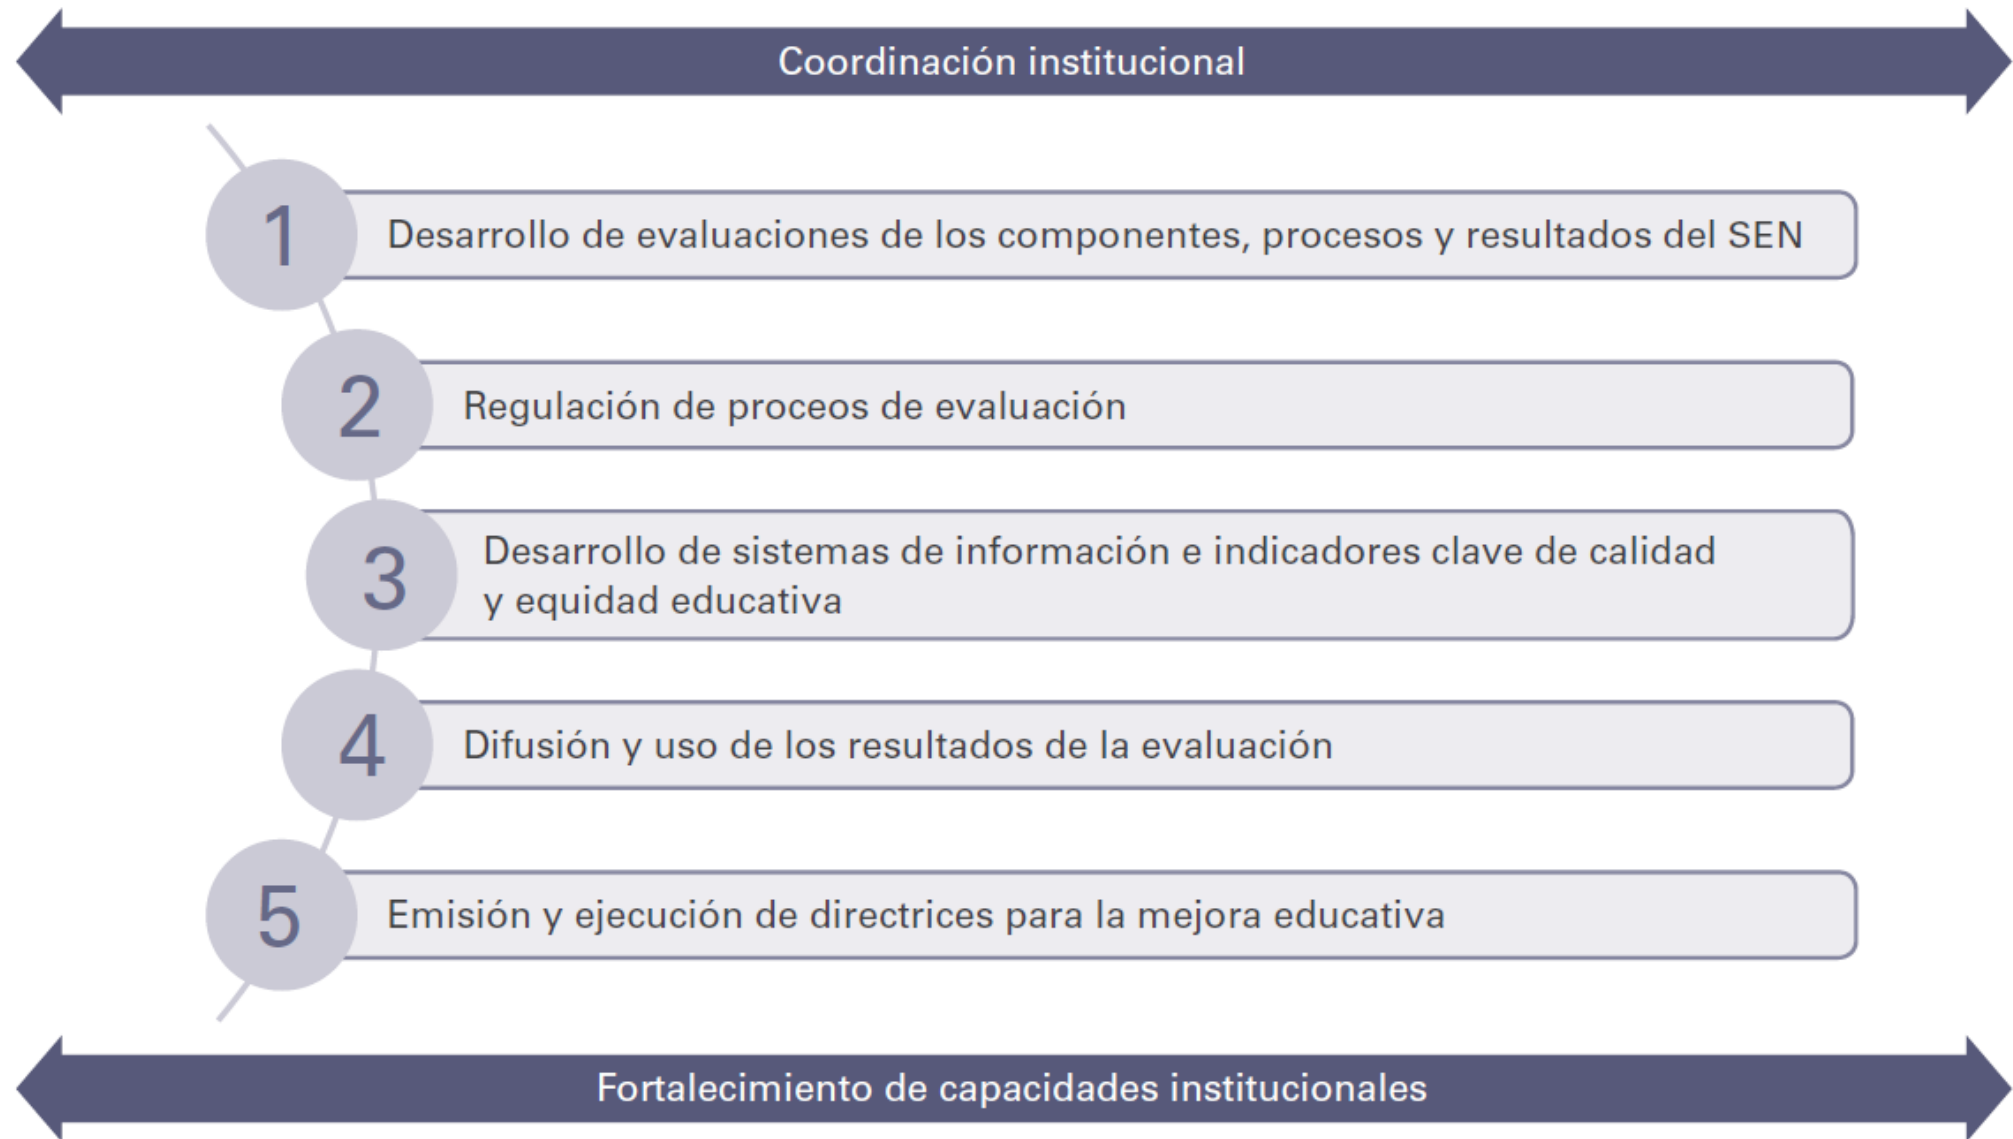 Coordinación institucional
1
Desarrollo de evaluaciones de los componentes, procesos y resultados del SEN
2
Regulación de proceos de evaluación
3
Desarrollo de sistemas de información e indicadores clave de calidad
y equidad educativa
4
Difusión y uso de los resultados de la evaluación
5
Emisión y ejecución de directrices para la mejora educativa
Fortalecimiento de capacidades institucionales